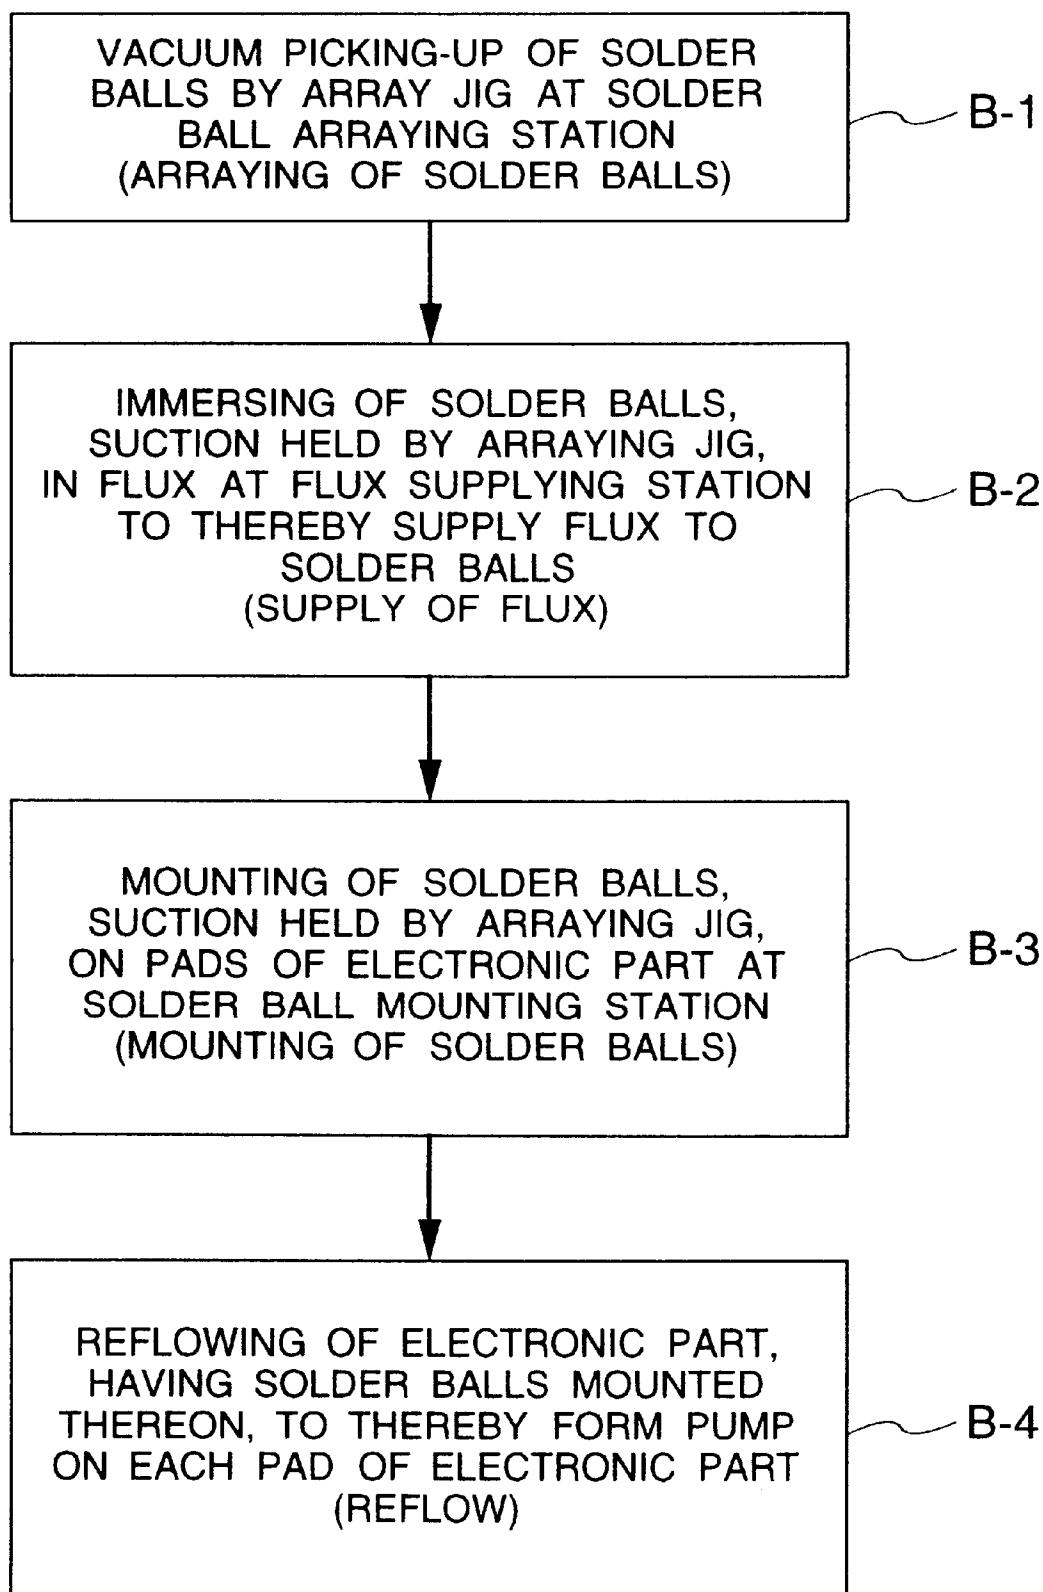 VACUUM PICKING-UP OF SOLDER
BALLS BY ARRAY JIG AT SOLDER
BALL ARRAYING STATION
(ARRAYING OF SOLDER BALLS)
B-1
IMMERSING OF SOLDER BALLS,
SUCTION HELD BY ARRAYING JIG,
IN FLUX AT FLUX SUPPLYING STATION
TO THEREBY SUPPLY FLUX TO
SOLDER BALLS
(SUPPLY OF FLUX)
B-2
MOUNTING OF SOLDER BALLS,
SUCTION HELD BY ARRAYING JIG,
ON PADS OF ELECTRONIC PART AT
SOLDER BALL MOUNTING STATION
(MOUNTING OF SOLDER BALLS)
B-3
REFLOWING OF ELECTRONIC PART,
HAVING SOLDER BALLS MOUNTED
THEREON, TO THEREBY FORM PUMP
ON EACH PAD OF ELECTRONIC PART
(REFLOW)
B-4